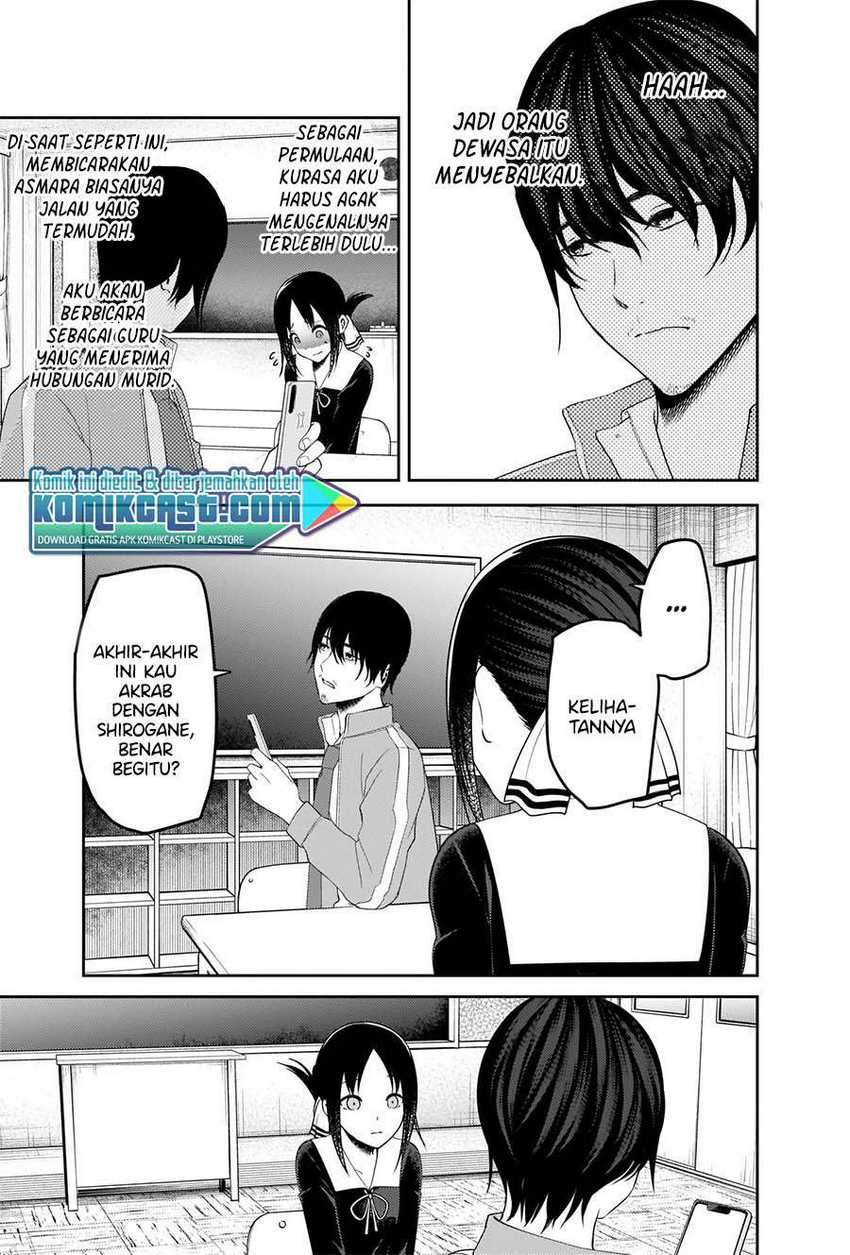 HAAH...
JADI ORANG
DEWASA ITU
MENYEBALKAN.
SEBAGAI
PERMULAAN,
KURASA AKU
HARUS AGAK
MENGENALNYA
TERLEBIH DULU...
DI SAAT SEPERTI INI,
MEMBICARAKAN
ASMARA BIASANYA
JALAN YANG
TERMUDAH.
AKU AKAN
BERBICARA
SEBAGAI GURU
YANG MENERIMA
HUBUNGAN MURID.
Komik ini diedit & diterjemahkan oleh
KOMIKCAST.COM
DOWNLOAD GRATIS APK KOMIKCAST DI PLAYSTORE
...
KELIHA-
TANNYA
AKHIR-AKHIR
INI KAU
AKRAB
DENGAN
SHIROGANE,
BENAR
BEGITU?